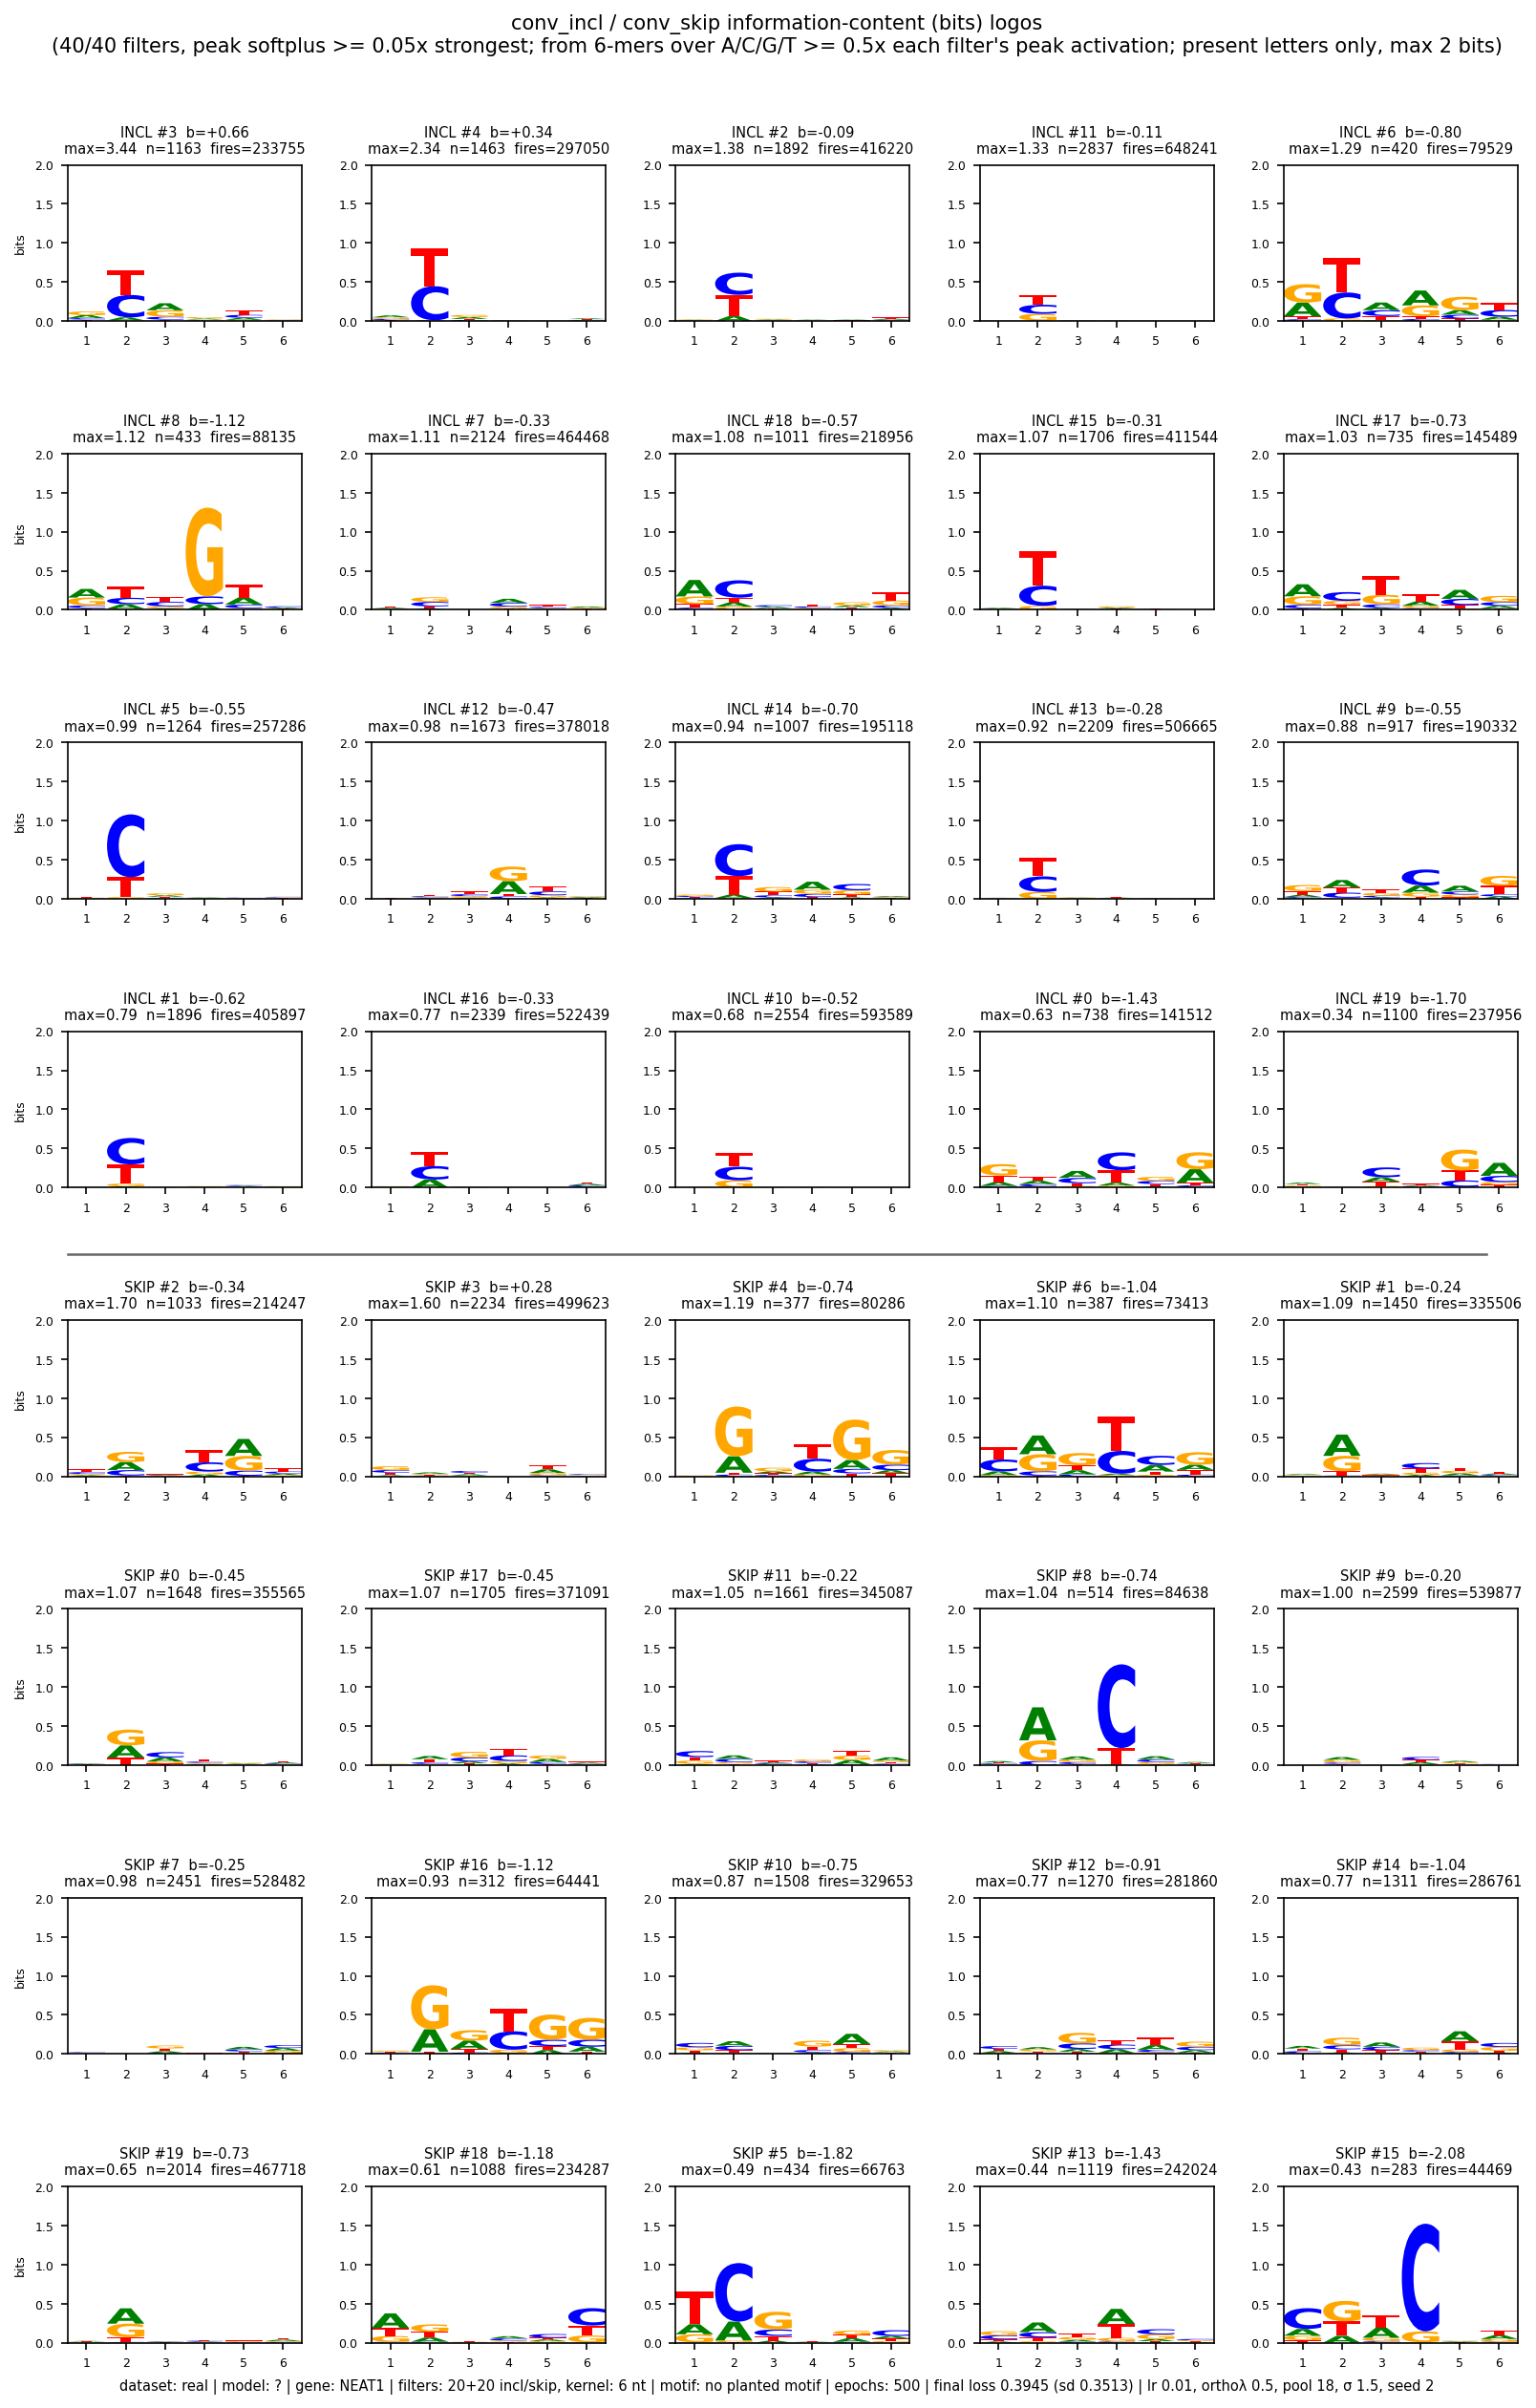 conv_incl / conv_skip information-content (bits) logos
(40/40 filters, peak softplus >= 0.05x strongest; from 6-mers over A/C/G/T >= 0.5x each filter's peak activation; present letters only, max 2 bits)
INCL #3 b=+0.66
max=3.44 n=1163 fires=233755
INCL #4 b=+0.34
max=2.34 n=1463 fires=297050
INCL #2 b=-0.09
max=1.38 n=1892 fires=416220
INCL #11 b=-0.11
max=1.33 n=2837 fires=648241
INCL #6 b=-0.80
max=1.29 n=420 fires=79529
INCL #8 b=-1.12
max=1.12 n=433 fires=88135
INCL #7 b=-0.33
max=1.11 n=2124 fires=464468
INCL #18 b=-0.57
max=1.08 n=1011 fires=218956
INCL #15 b=-0.31
max=1.07 n=1706 fires=411544
INCL #17 b=-0.73
max=1.03 n=735 fires=145489
INCL #5 b=-0.55
max=0.99 n=1264 fires=257286
INCL #12 b=-0.47
max=0.98 n=1673 fires=378018
INCL #14 b=-0.70
max=0.94 n=1007 fires=195118
INCL #13 b=-0.28
max=0.92 n=2209 fires=506665
INCL #9 b=-0.55
max=0.88 n=917 fires=190332
INCL #1 b=-0.62
max=0.79 n=1896 fires=405897
INCL #16 b=-0.33
max=0.77 n=2339 fires=522439
INCL #10 b=-0.52
max=0.68 n=2554 fires=593589
INCL #0 b=-1.43
max=0.63 n=738 fires=141512
INCL #19 b=-1.70
max=0.34 n=1100 fires=237956
SKIP #2 b=-0.34
max=1.70 n=1033 fires=214247
SKIP #3 b=+0.28
max=1.60 n=2234 fires=499623
SKIP #4 b=-0.74
max=1.19 n=377 fires=80286
SKIP #6 b=-1.04
max=1.10 n=387 fires=73413
SKIP #1 b=-0.24
max=1.09 n=1450 fires=335506
SKIP #0 b=-0.45
max=1.07 n=1648 fires=355565
SKIP #17 b=-0.45
max=1.07 n=1705 fires=371091
SKIP #11 b=-0.22
max=1.05 n=1661 fires=345087
SKIP #8 b=-0.74
max=1.04 n=514 fires=84638
SKIP #9 b=-0.20
max=1.00 n=2599 fires=539877
SKIP #7 b=-0.25
max=0.98 n=2451 fires=528482
SKIP #16 b=-1.12
max=0.93 n=312 fires=64441
SKIP #10 b=-0.75
max=0.87 n=1508 fires=329653
SKIP #12 b=-0.91
max=0.77 n=1270 fires=281860
SKIP #14 b=-1.04
max=0.77 n=1311 fires=286761
SKIP #19 b=-0.73
max=0.65 n=2014 fires=467718
SKIP #18 b=-1.18
max=0.61 n=1088 fires=234287
SKIP #5 b=-1.82
max=0.49 n=434 fires=66763
SKIP #13 b=-1.43
max=0.44 n=1119 fires=242024
SKIP #15 b=-2.08
max=0.43 n=283 fires=44469
dataset: real | model: ? | gene: NEAT1 | filters: 20+20 incl/skip, kernel: 6 nt | motif: no planted motif | epochs: 500 | final loss 0.3945 (sd 0.3513) | lr 0.01, orthoλ 0.5, pool 18, σ 1.5, seed 2